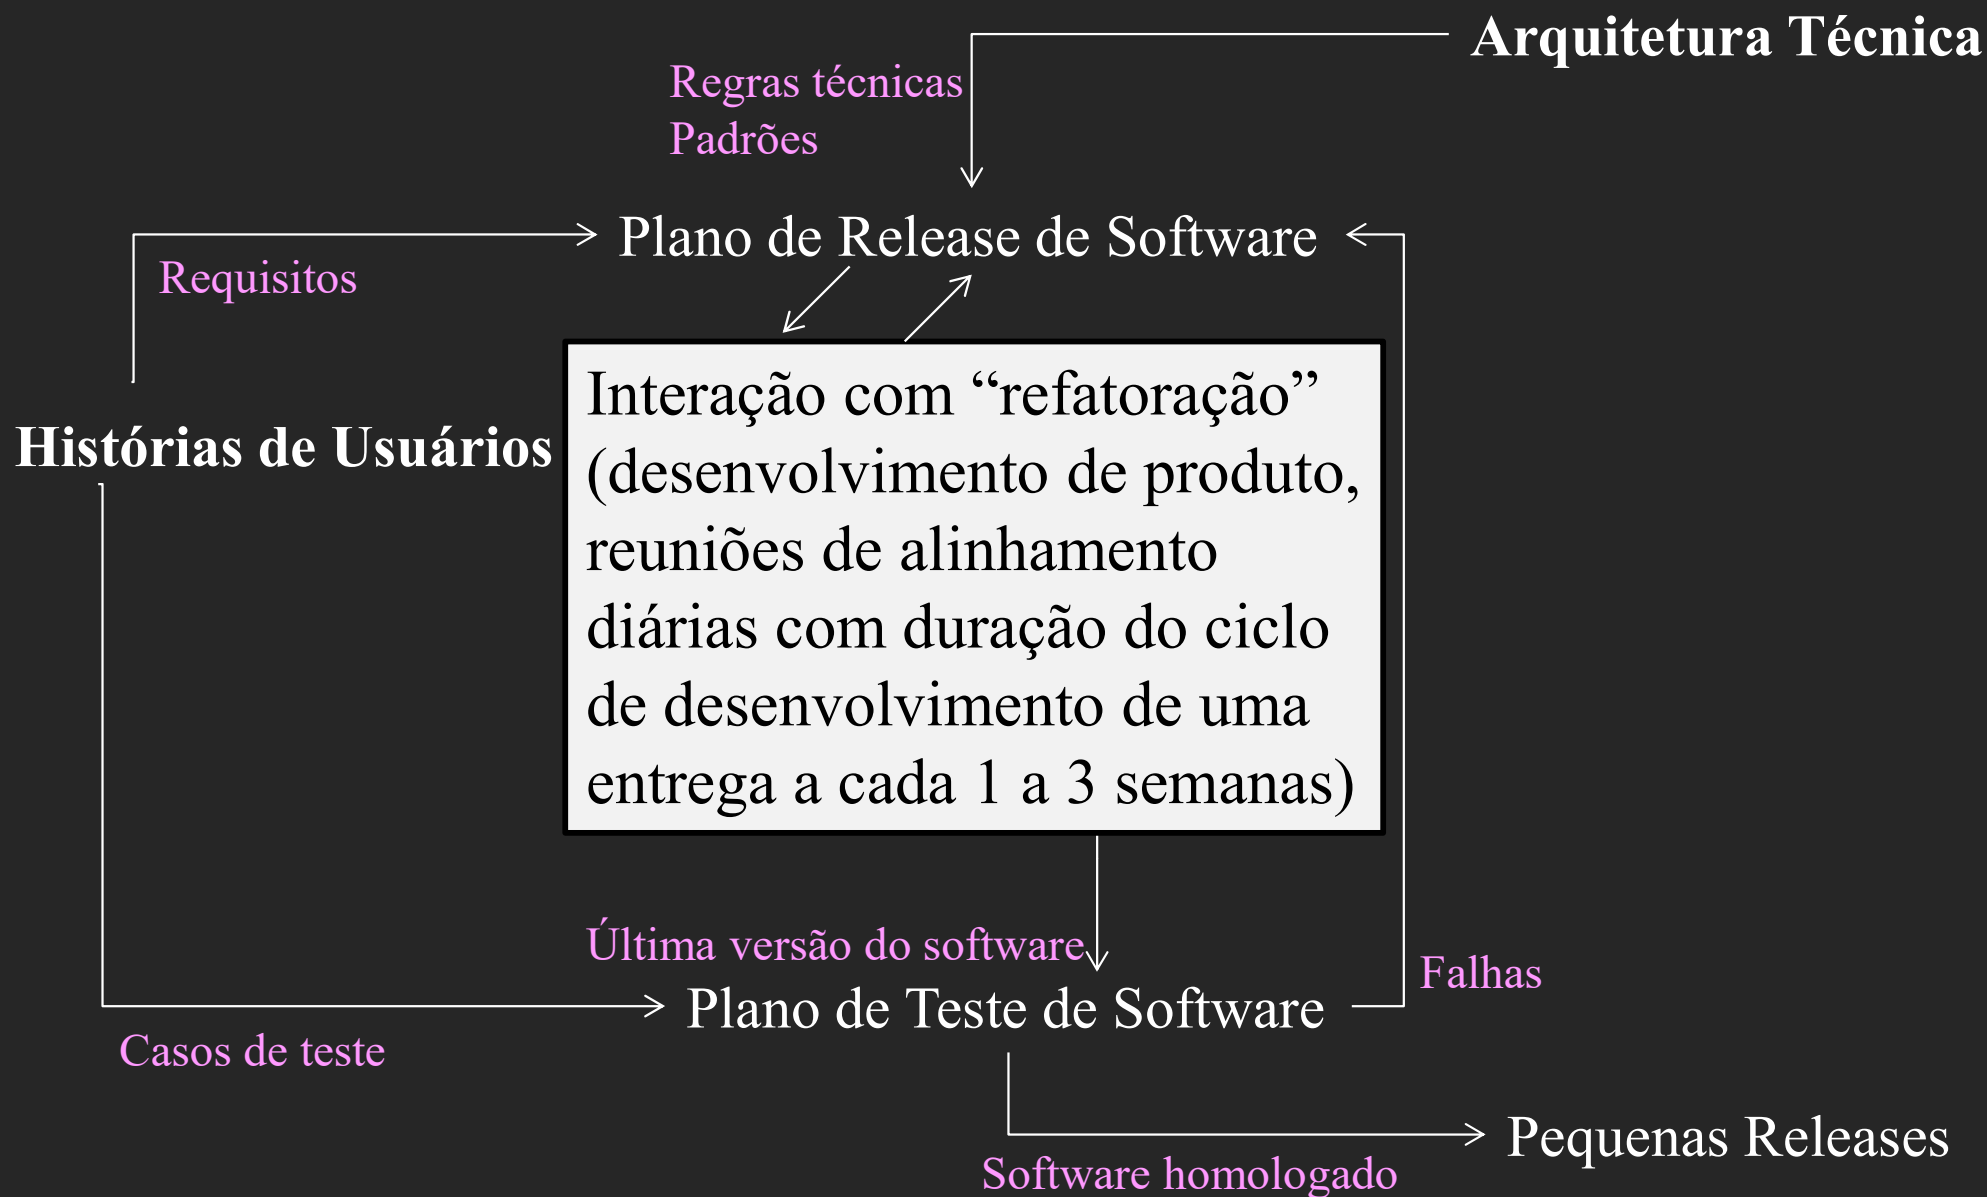 Arquitetura Técnica
Regras técnicas
Padrões
Plano de Release de Software
Requisitos
Interação com “refatoração”
(desenvolvimento de produto,
reuniões de alinhamento
diárias com duração do ciclo
de desenvolvimento de uma
entrega a cada 1 a 3 semanas)
Histórias de Usuários
Última versão do software
Falhas
Plano de Teste de Software
Casos de teste
Pequenas Releases
Software homologado